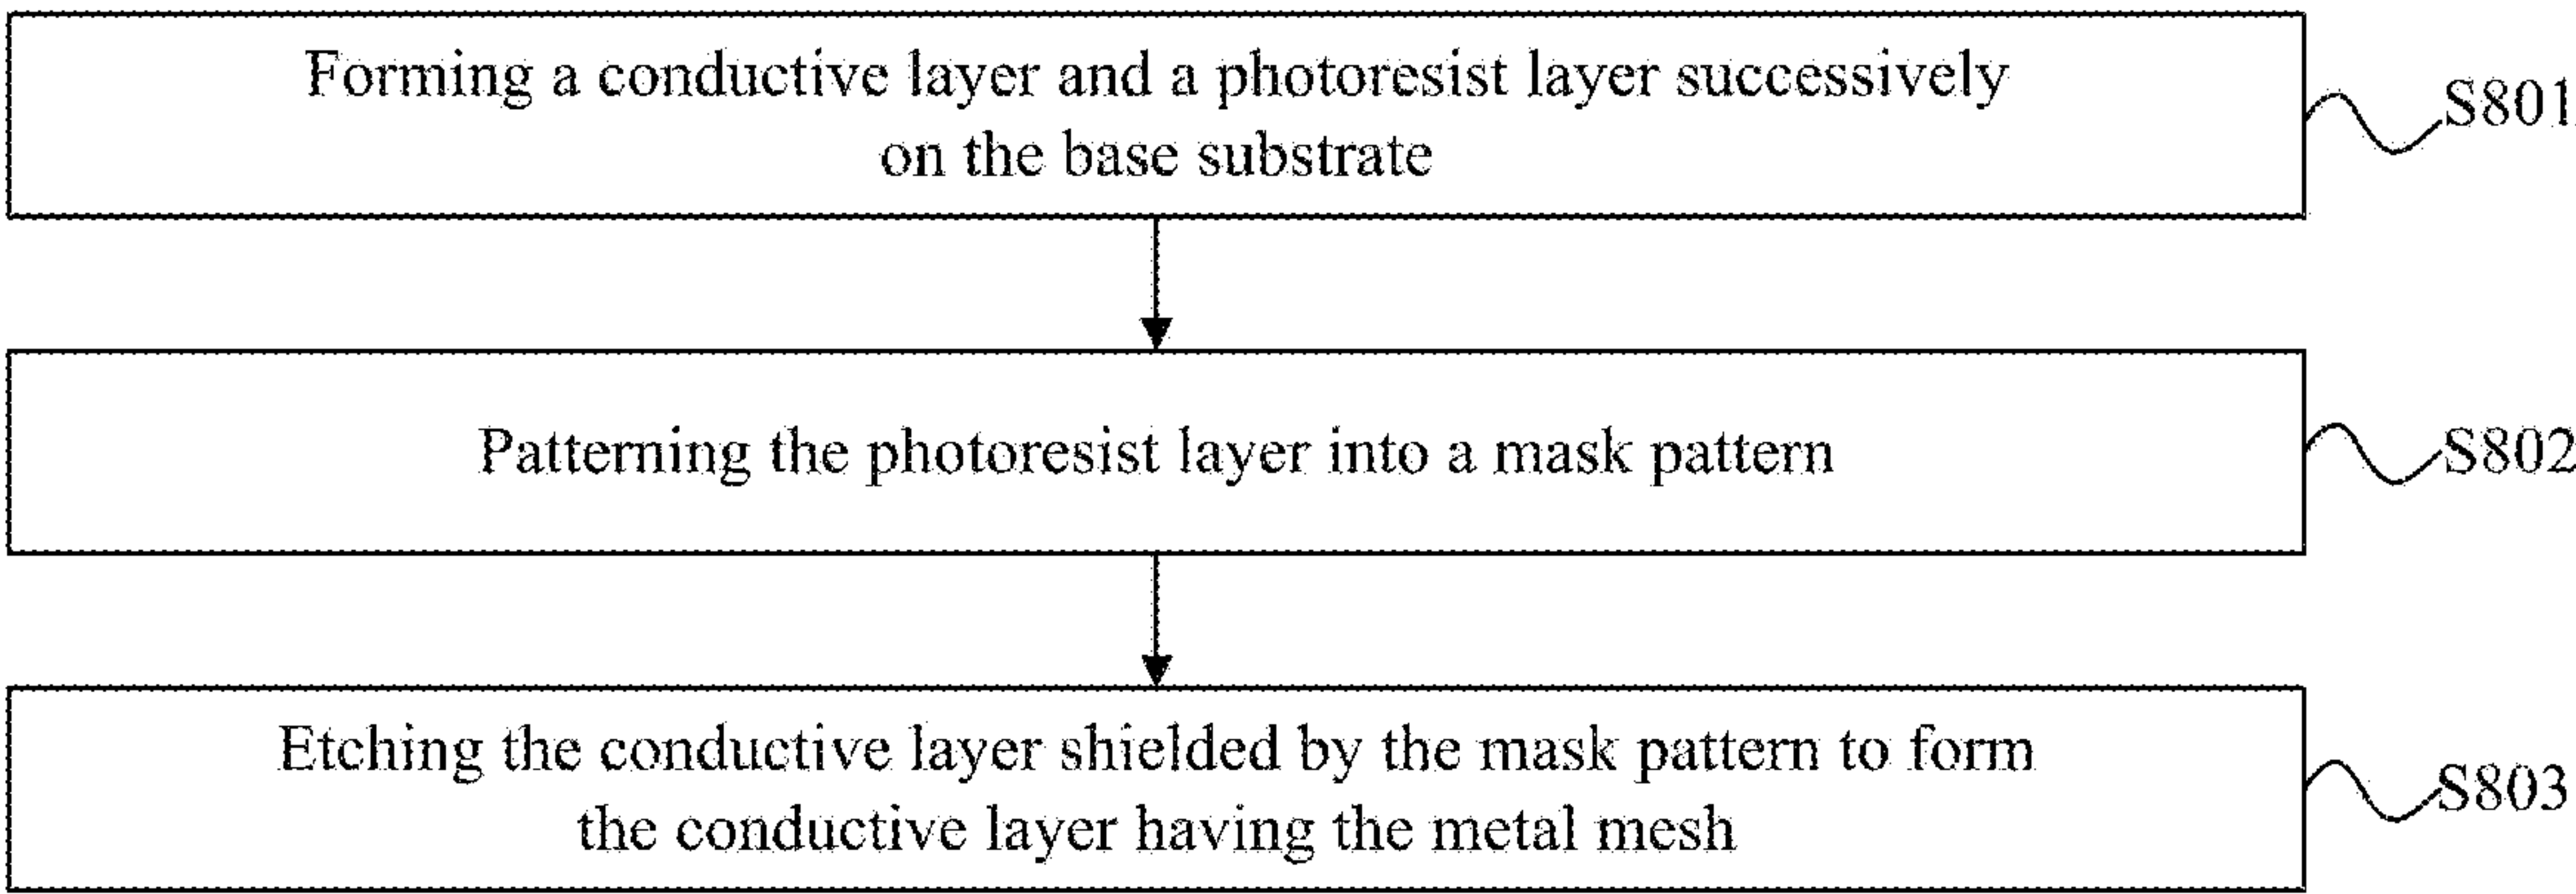 Forming a conductive layer and a photoresist layer successively
on the base substrate
S801
Patterning the photoresist layer into a mask pattern
S802
Etching the conductive layer shielded by the mask pattern to form
the conductive layer having the metal mesh
S803